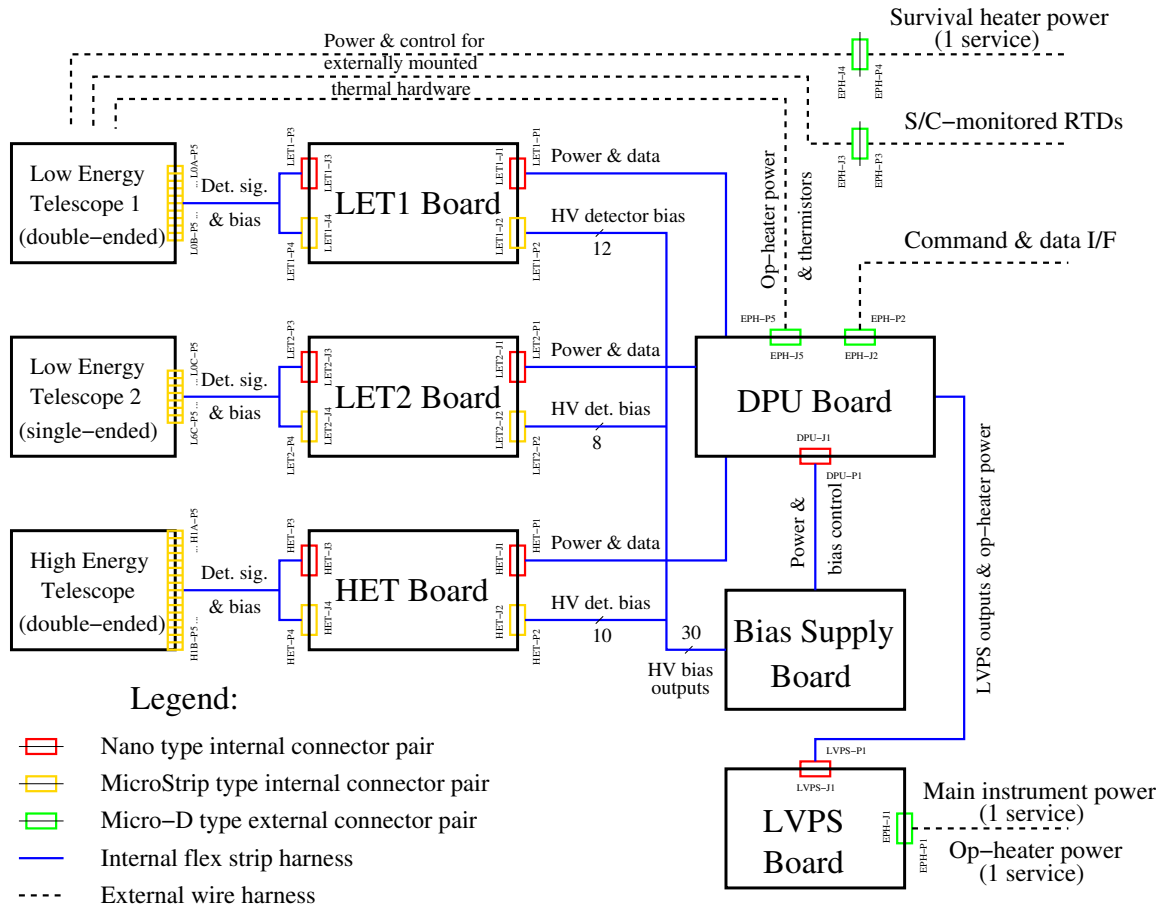 Survival heater power
(1 service)
Power & control for
externally mounted
thermal hardware
EPH−J4
EPH−P4
S/C−monitored RTDs
EPH−J3
EPH−P3
Command & data I/F
Low Energy
Telescope 1
(double−ended)
... L0A−P5
L0B−P5 ...
Det. sig.
& bias
LET1−P3
LET1−J3
LET1−J4
LET1−P4
LET1 Board
LET1−J1
LET1−P1
LET1−J2
LET1−P2
Power & data
HV detector bias
12
Op−heater power
& thermistors
EPH−P5
EPH−J5
EPH−P2
EPH−J2
Low Energy
Telescope 2
(single−ended)
... L0C−P5
L6C−P5 ...
Det. sig.
& bias
LET2−P3
LET2−J3
LET2−J4
LET2−P4
LET2 Board
LET2−J1
LET2−P1
LET2−J2
LET2−P2
Power & data
HV det. bias
8
DPU Board
DPU−J1
DPU−P1
Power &
bias control
LVPS outputs & op−heater power
High Energy
Telescope
(double−ended)
... H1A−P5
H1B−P5 ...
Det. sig.
& bias
HET−P3
HET−J3
HET−J4
HET−P4
HET Board
HET−J1
HET−P1
HET−J2
HET−P2
Power & data
HV det. bias
10
30
HV bias
outputs
Bias Supply
Board
Legend:
Nano type internal connector pair
MicroStrip type internal connector pair
Micro−D type external connector pair
Internal flex strip harness
External wire harness
LVPS−P1
LVPS−J1
LVPS
Board
EPH−J1
EPH−P1
Main instrument power
(1 service)
Op−heater power
(1 service)